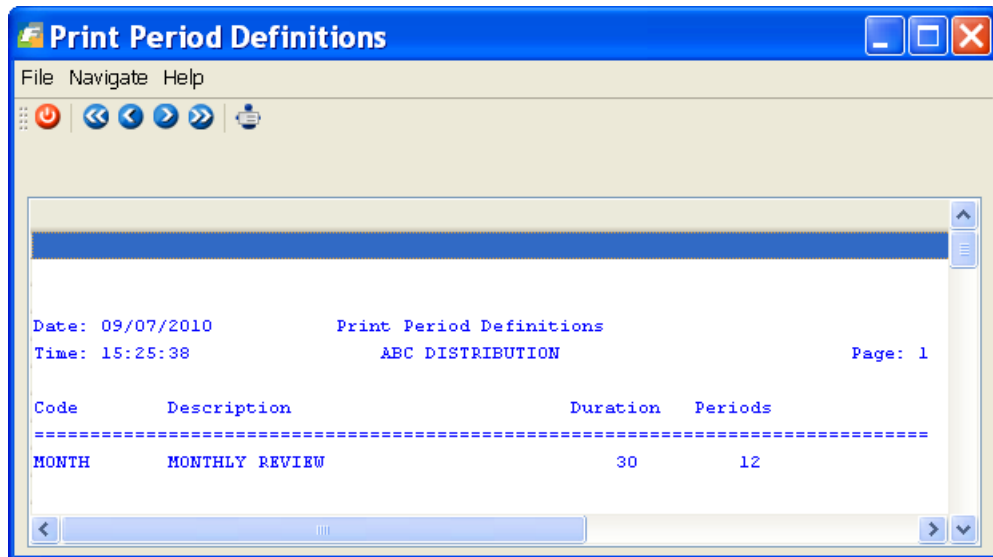 Print Period Definitions
File Navigate Help
Date: 09/07/2010 Print Period Definitions
Time: 15:25:38 ABC DISTRIBUTION Page: 1
Code Description Duration Periods
================================================================================
MONTH MONTHLY REVIEW 30 12